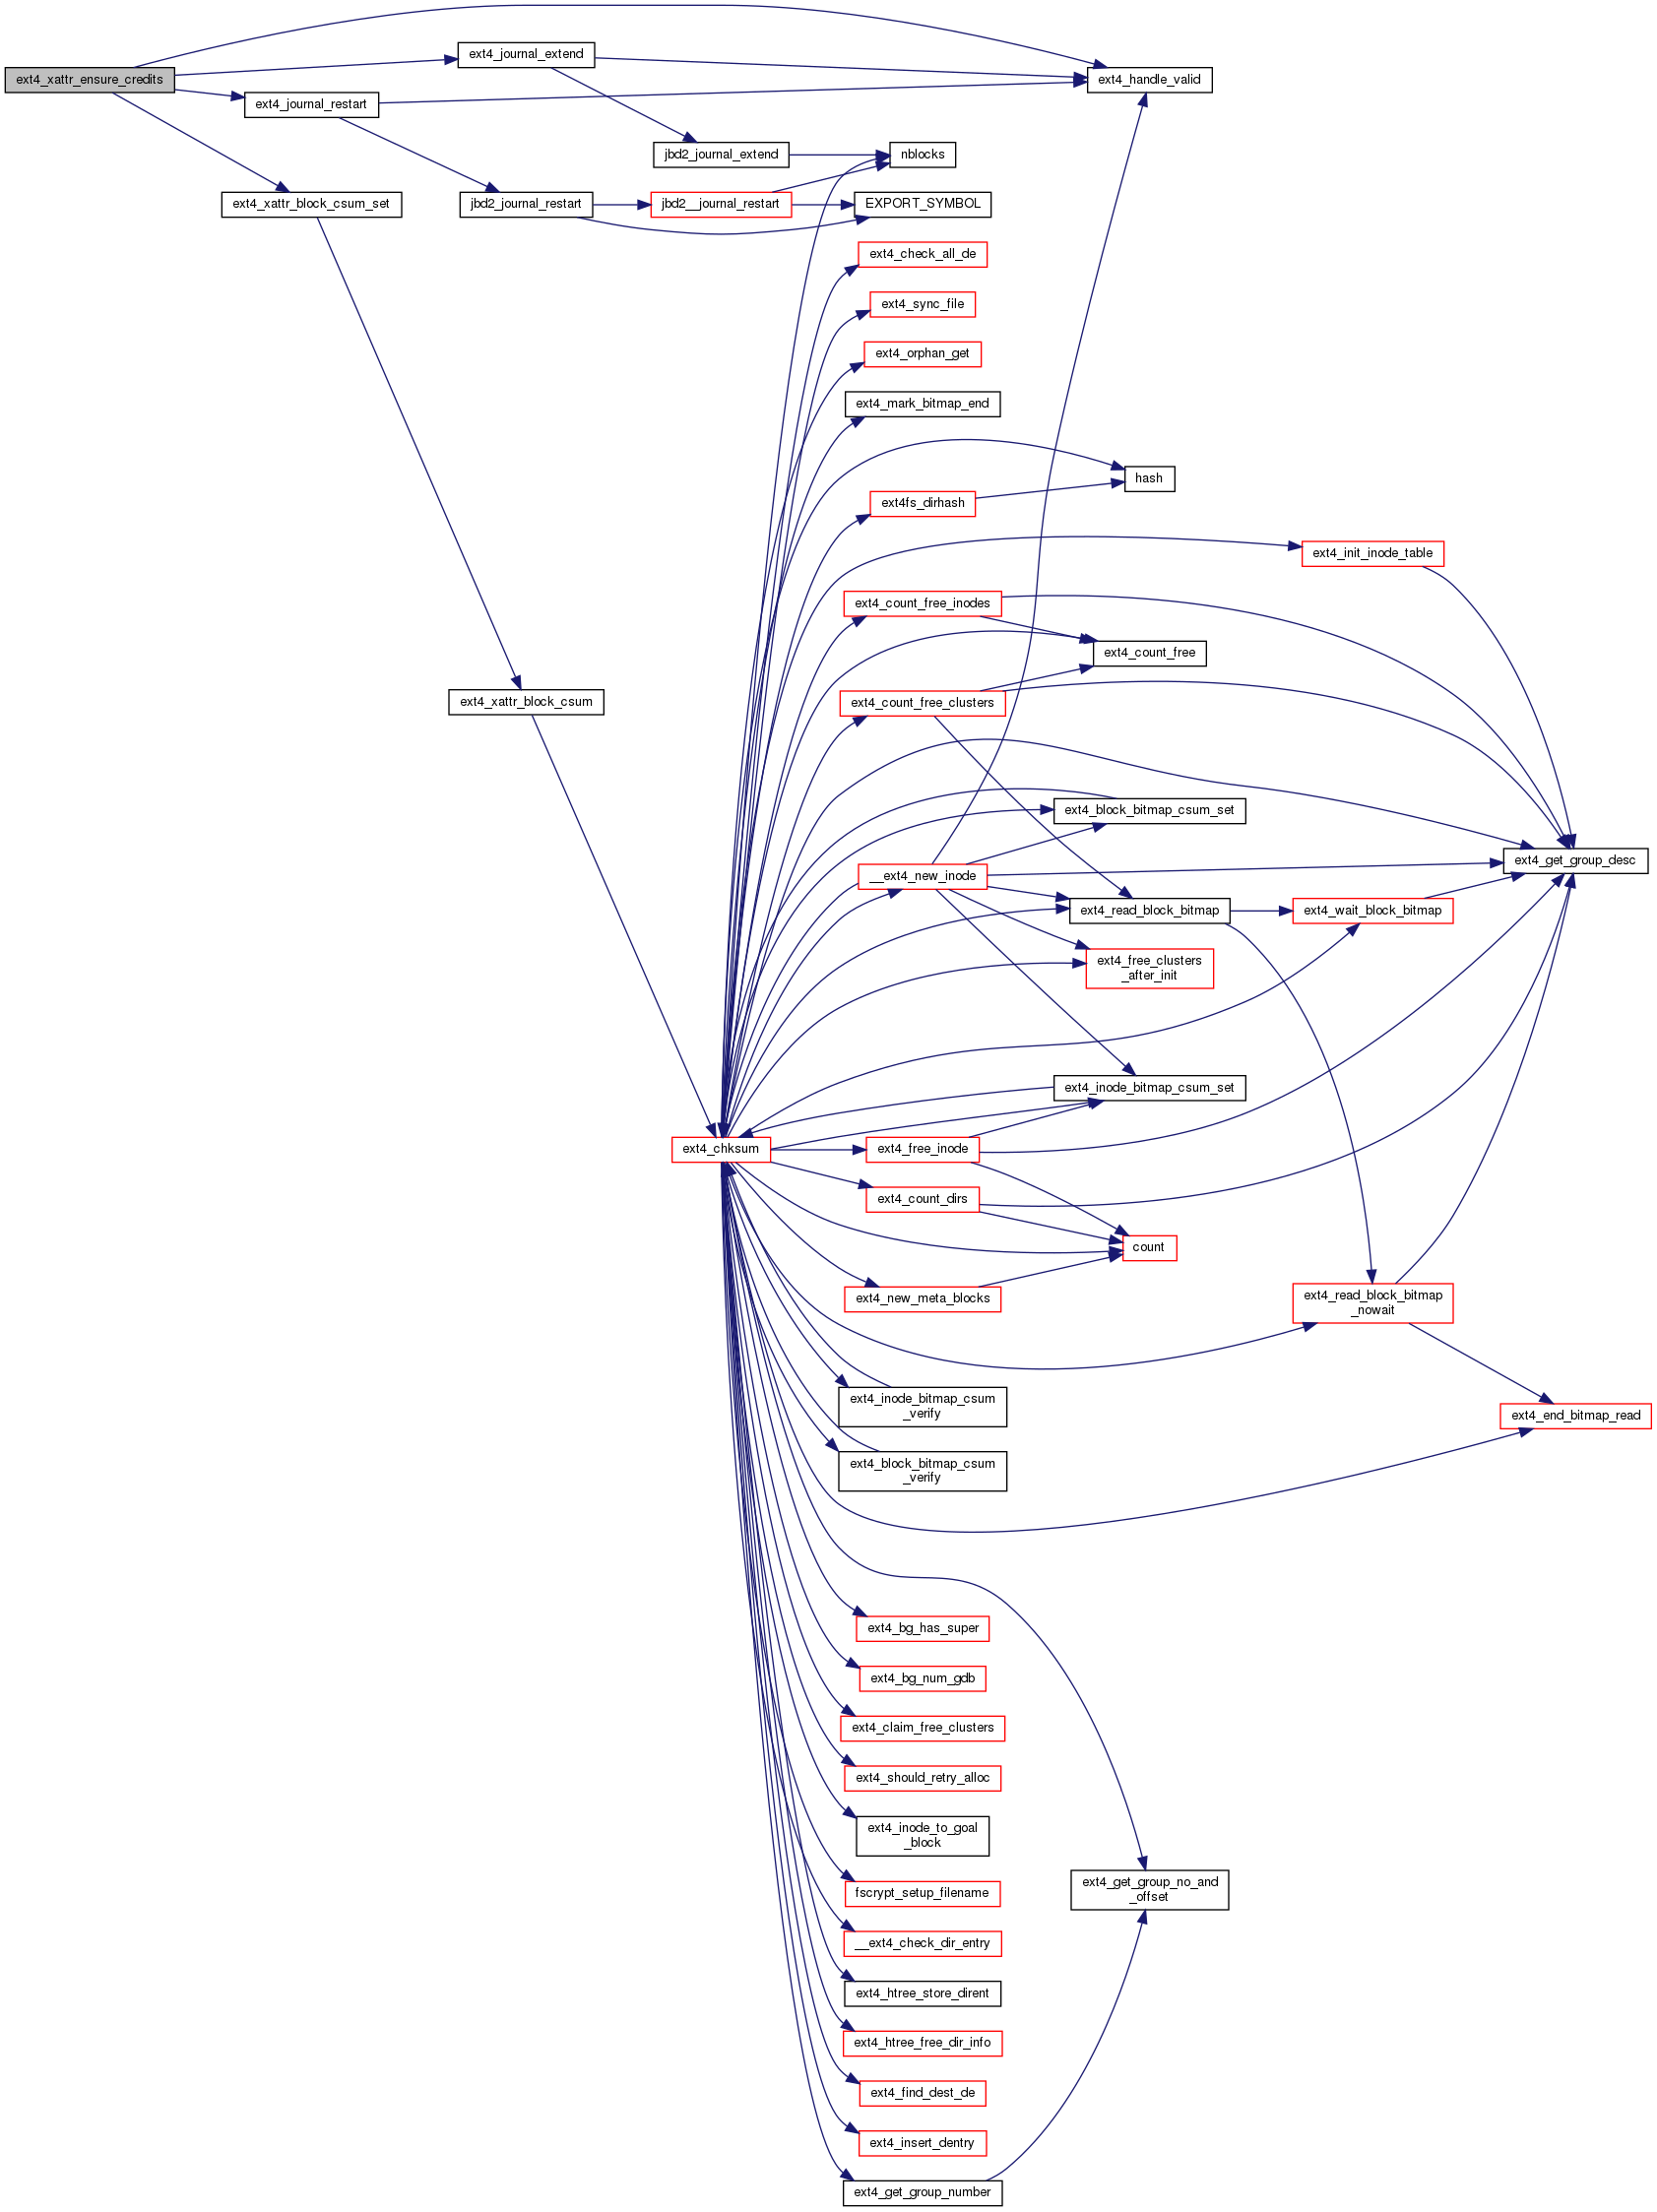 ext4_xattr_ensure_credits
ext4_journal_extend
ext4_handle_valid
ext4_journal_restart
jbd2_journal_extend
nblocks
ext4_xattr_block_csum_set
jbd2_journal_restart
jbd2__journal_restart
EXPORT_SYMBOL
ext4_check_all_de
ext4_sync_file
ext4_orphan_get
ext4_mark_bitmap_end
hash
ext4fs_dirhash
ext4_init_inode_table
ext4_count_free_inodes
ext4_count_free
ext4_xattr_block_csum
ext4_count_free_clusters
ext4_block_bitmap_csum_set
ext4_get_group_desc
__ext4_new_inode
ext4_read_block_bitmap
ext4_wait_block_bitmap
ext4_free_clusters
_after_init
ext4_inode_bitmap_csum_set
ext4_chksum
ext4_free_inode
ext4_count_dirs
count
ext4_new_meta_blocks
ext4_read_block_bitmap
_nowait
ext4_inode_bitmap_csum
_verify
ext4_end_bitmap_read
ext4_block_bitmap_csum
_verify
ext4_bg_has_super
ext4_bg_num_gdb
ext4_claim_free_clusters
ext4_should_retry_alloc
ext4_inode_to_goal
_block
fscrypt_setup_filename
ext4_get_group_no_and
_offset
__ext4_check_dir_entry
ext4_htree_store_dirent
ext4_htree_free_dir_info
ext4_find_dest_de
ext4_insert_dentry
ext4_get_group_number